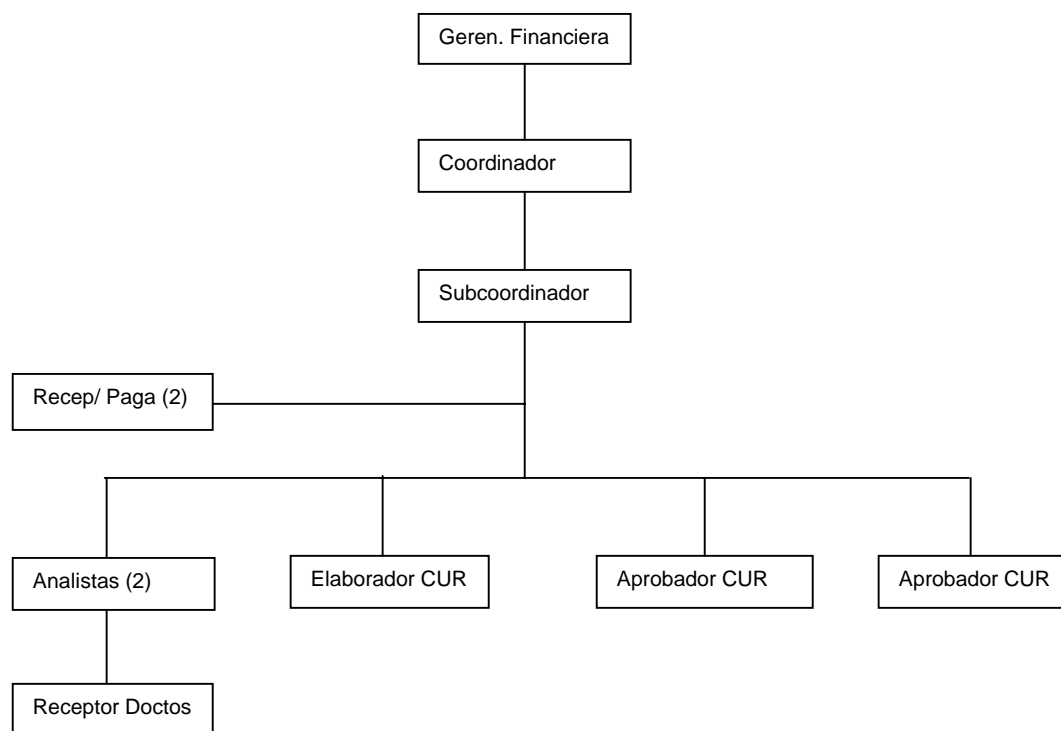 Geren. Financiera
Coordinador
Subcoordinador
Recep/ Paga (2)
Analistas (2)
Elaborador CUR
Aprobador CUR
Aprobador CUR
Receptor Doctos